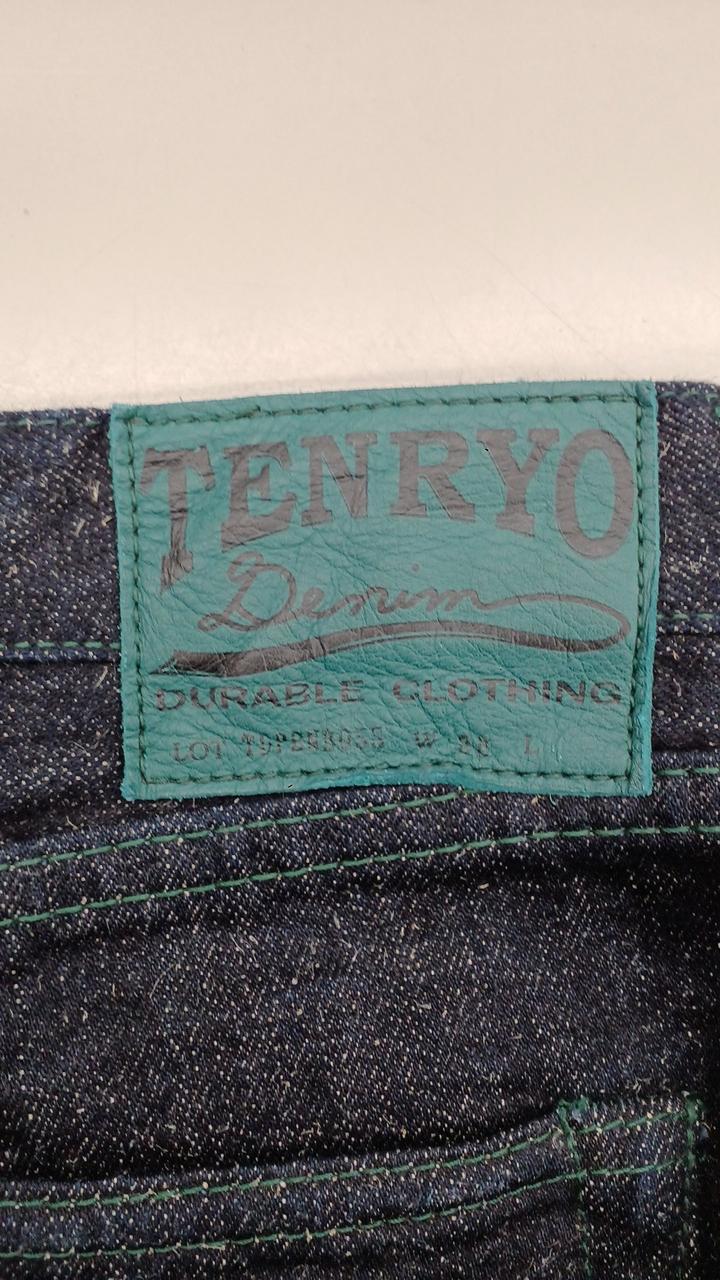 TENRYO
Denim
DURABLE CLOTHING
LOT W L